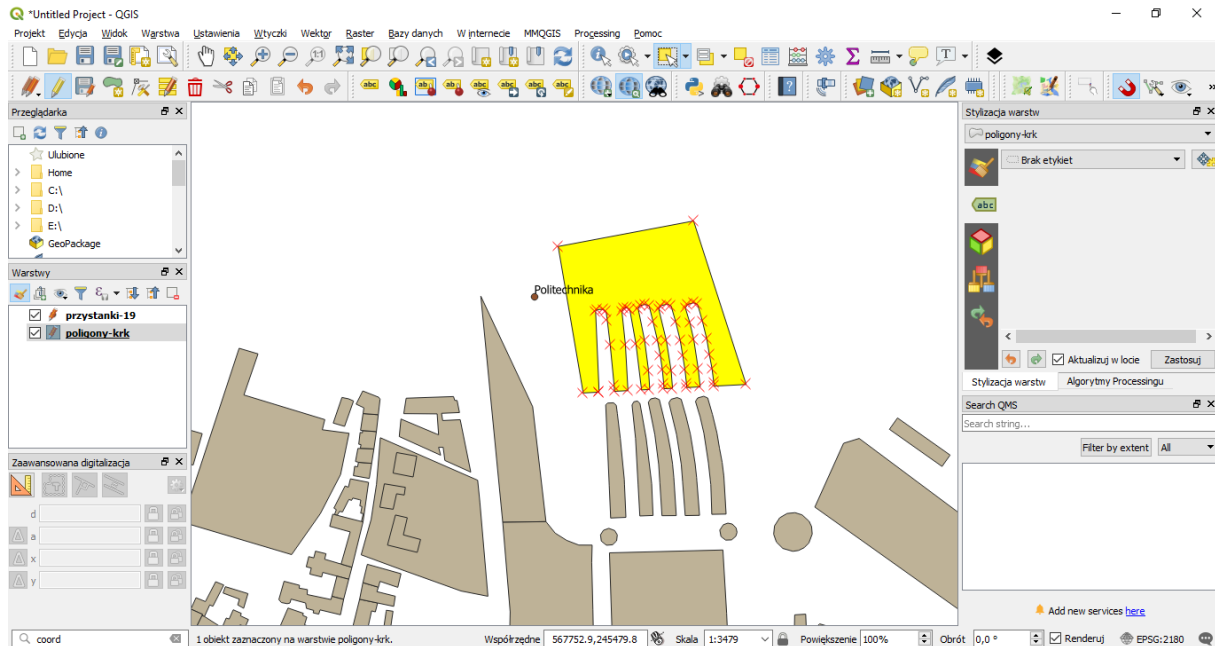 *Untitled Project - QGIS
Projekt Edycja Widok Warstwa Ustawienia Wtyczki Wektor Raster Bazy danych W internecie MMQGIS Processing Pomoc
Przeglądarka
Ulubione
Home
C:\
D:\
E:\
GeoPackage
Warstwy
przystanki-19
poligony-krk
Zaawansowana digitalizacja
d
a
x
y
coord
Politechnika
Stylizacja warstw
poligony-krk
Brak etykiet
abc
Aktualizuj w locie Zastosuj
Stylizacja warstw Algorytmy Processingu
Search QMS
Search string...
Filter by extent All
Add new services here
1 obiekt zaznaczony na warstwie poligony-krk. Współrzędne 567752.9,245479.8 Skala 1:3479 Powiększenie 100% Obrót 0,0 ° Renderuj EPSG:2180